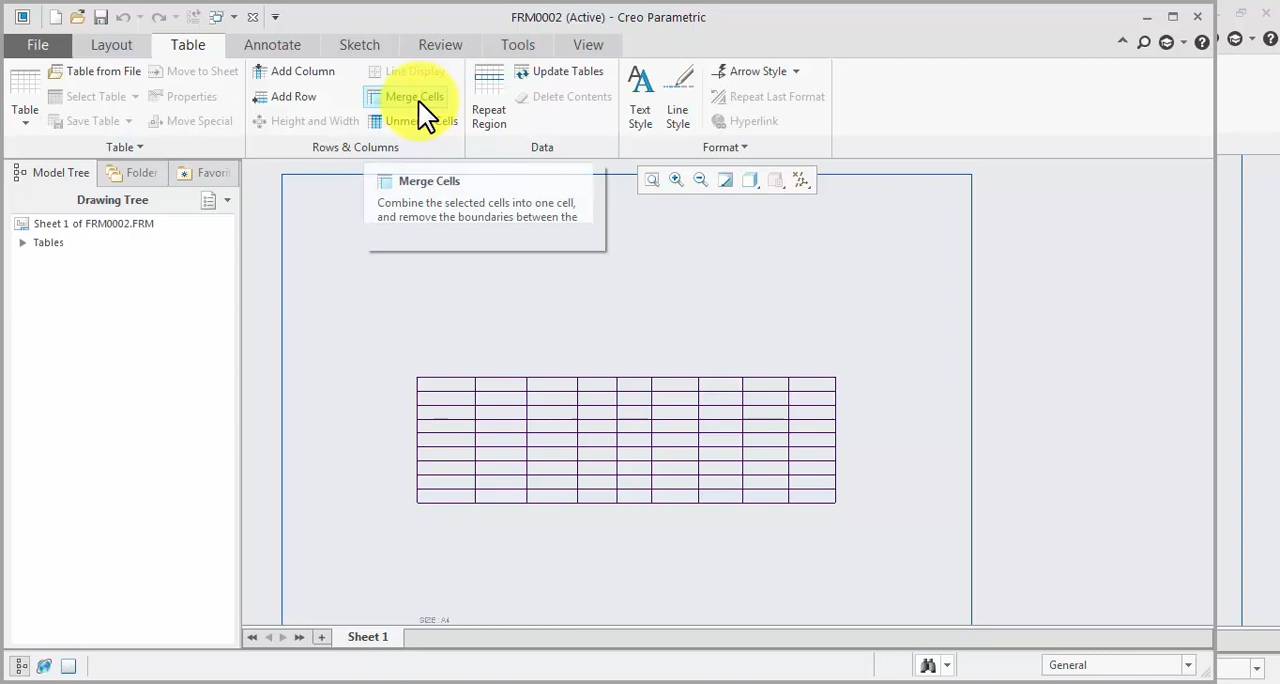 FRM0002 (Active) - Creo Parametric
File Layout Table Annotate Sketch Review Tools View
Table from File Move to Sheet Add Column Line Display Update Tables Arrow Style
Select Table Properties Add Row Merge Cells Delete Contents Repeat Last Format
Table Repeat Region Text Style Line Style
Save Table Move Special Height and Width Hyperlink
Table Rows & Columns Data Format
Model Tree Folder Favori
Merge Cells
Combine the selected cells into one cell,
and remove the boundaries between the
Drawing Tree
Sheet 1 of FRM0002.FRM
Tables
SIZE : A4
Sheet 1
General